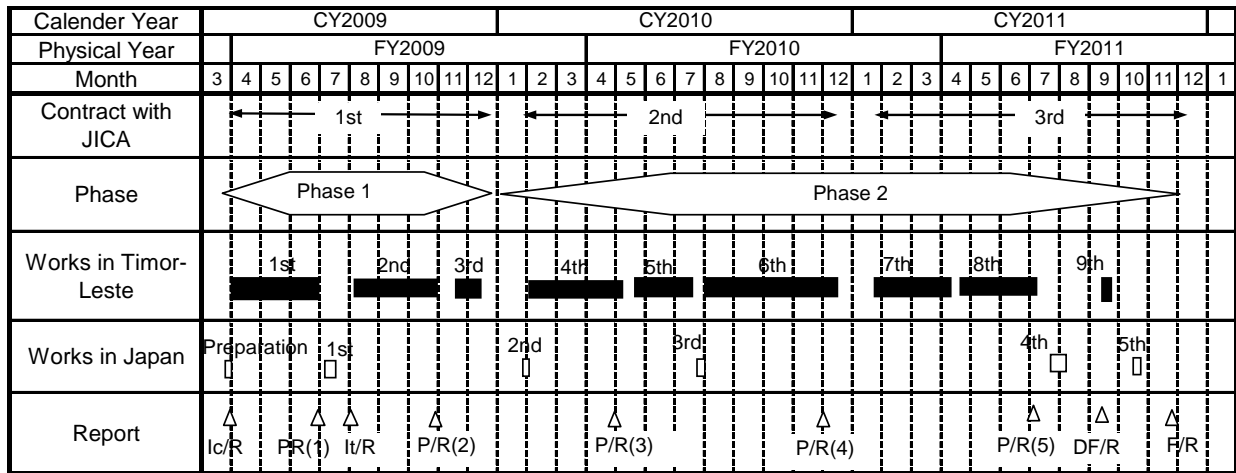 Calender Year CY2009 CY2010 CY2011
Physical Year FY2009 FY2010 FY2011
Month 3 4 5 6 7 8 9 10 11 12 1 2 3 4 5 6 7 8 9 10 11 12 1 2 3 4 5 6 7 8 9 10 11 12 1
Contract with
JICA
1st 2nd 3rd
Phase Phase 1 Phase 2
Works in Timor-
Leste
1st 2nd 3rd 4th 5th 6th 7th 8th 9th
Works in Japan Preparation 1st 2nd 3rd 4th 5th
Report
Ic/R PR(1) It/R P/R(2) P/R(3) P/R(4) P/R(5) DF/R F/R